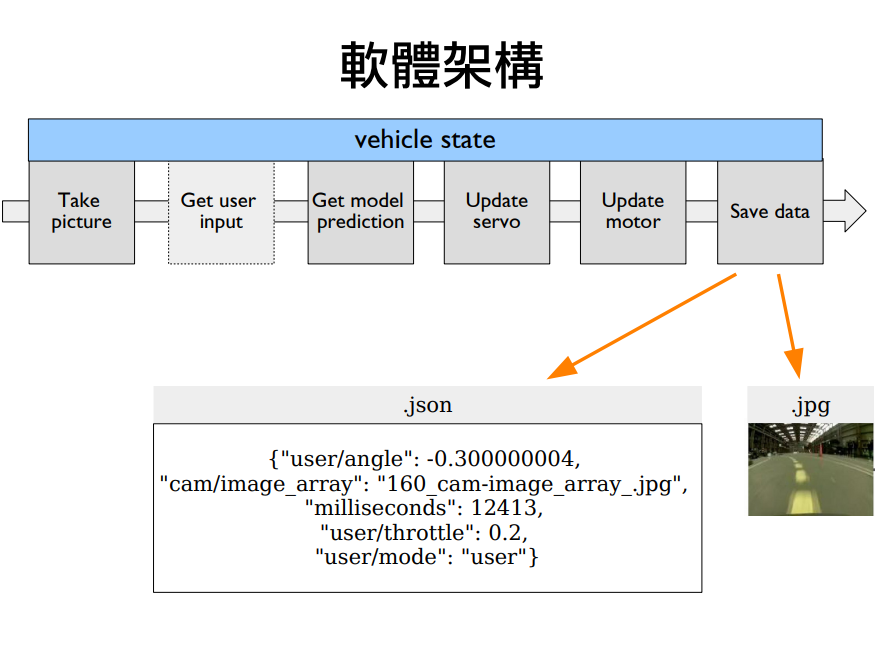 軟體架構
vehicle state
Take
picture
Get user
input
Get model
prediction
Update
servo
Update
motor
Save data
.json
{"user/angle": -0.300000004,
"cam/image_array": "160_cam-image_array_.jpg",
"milliseconds": 12413,
"user/throttle": 0.2,
"user/mode": "user"}
.jpg